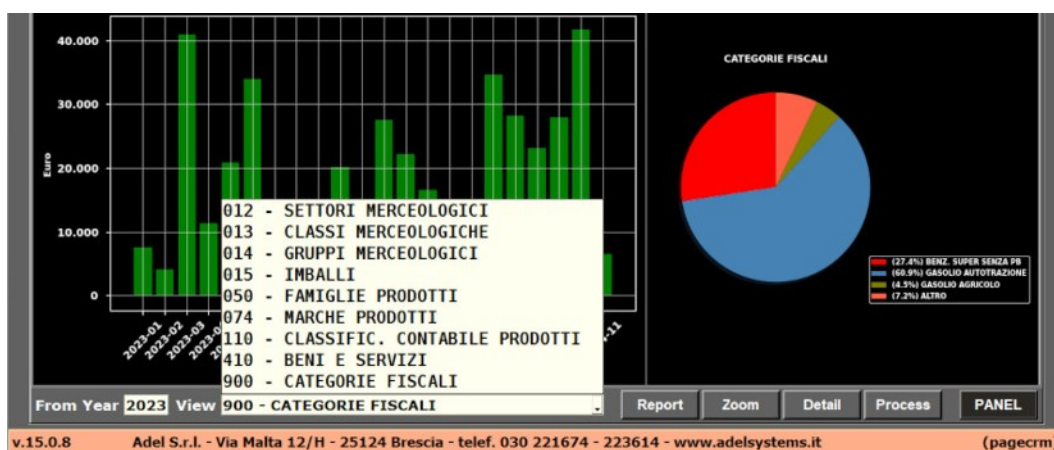 40.000
30.000
20.000
10.000
0
Euro
2023-01
2023-02
2023-03
-11
CATEGORIE FISCALI
(27.4%) BENZ. SUPER SENZA PB
(60.9%) GASOLIO AUTOTRAZIONE
(4.5%) GASOLIO AGRICOLO
(7.2%) ALTRO
012 - SETTORI MERCEOLOGICI
013 - CLASSI MERCEOLOGICHE
014 - GRUPPI MERCEOLOGICI
015 - IMBALLI
050 - FAMIGLIE PRODOTTI
074 - MARCHE PRODOTTI
110 - CLASSIFIC. CONTABILE PRODOTTI
410 - BENI E SERVIZI
900 - CATEGORIE FISCALI
From Year 2023 View 900 - CATEGORIE FISCALI Report Zoom Detail Process PANEL
v.15.0.8 Adel S.r.l. - Via Malta 12/H - 25124 Brescia - telef. 030 221674 - 223614 - www.adelsystems.it (pagecrm)